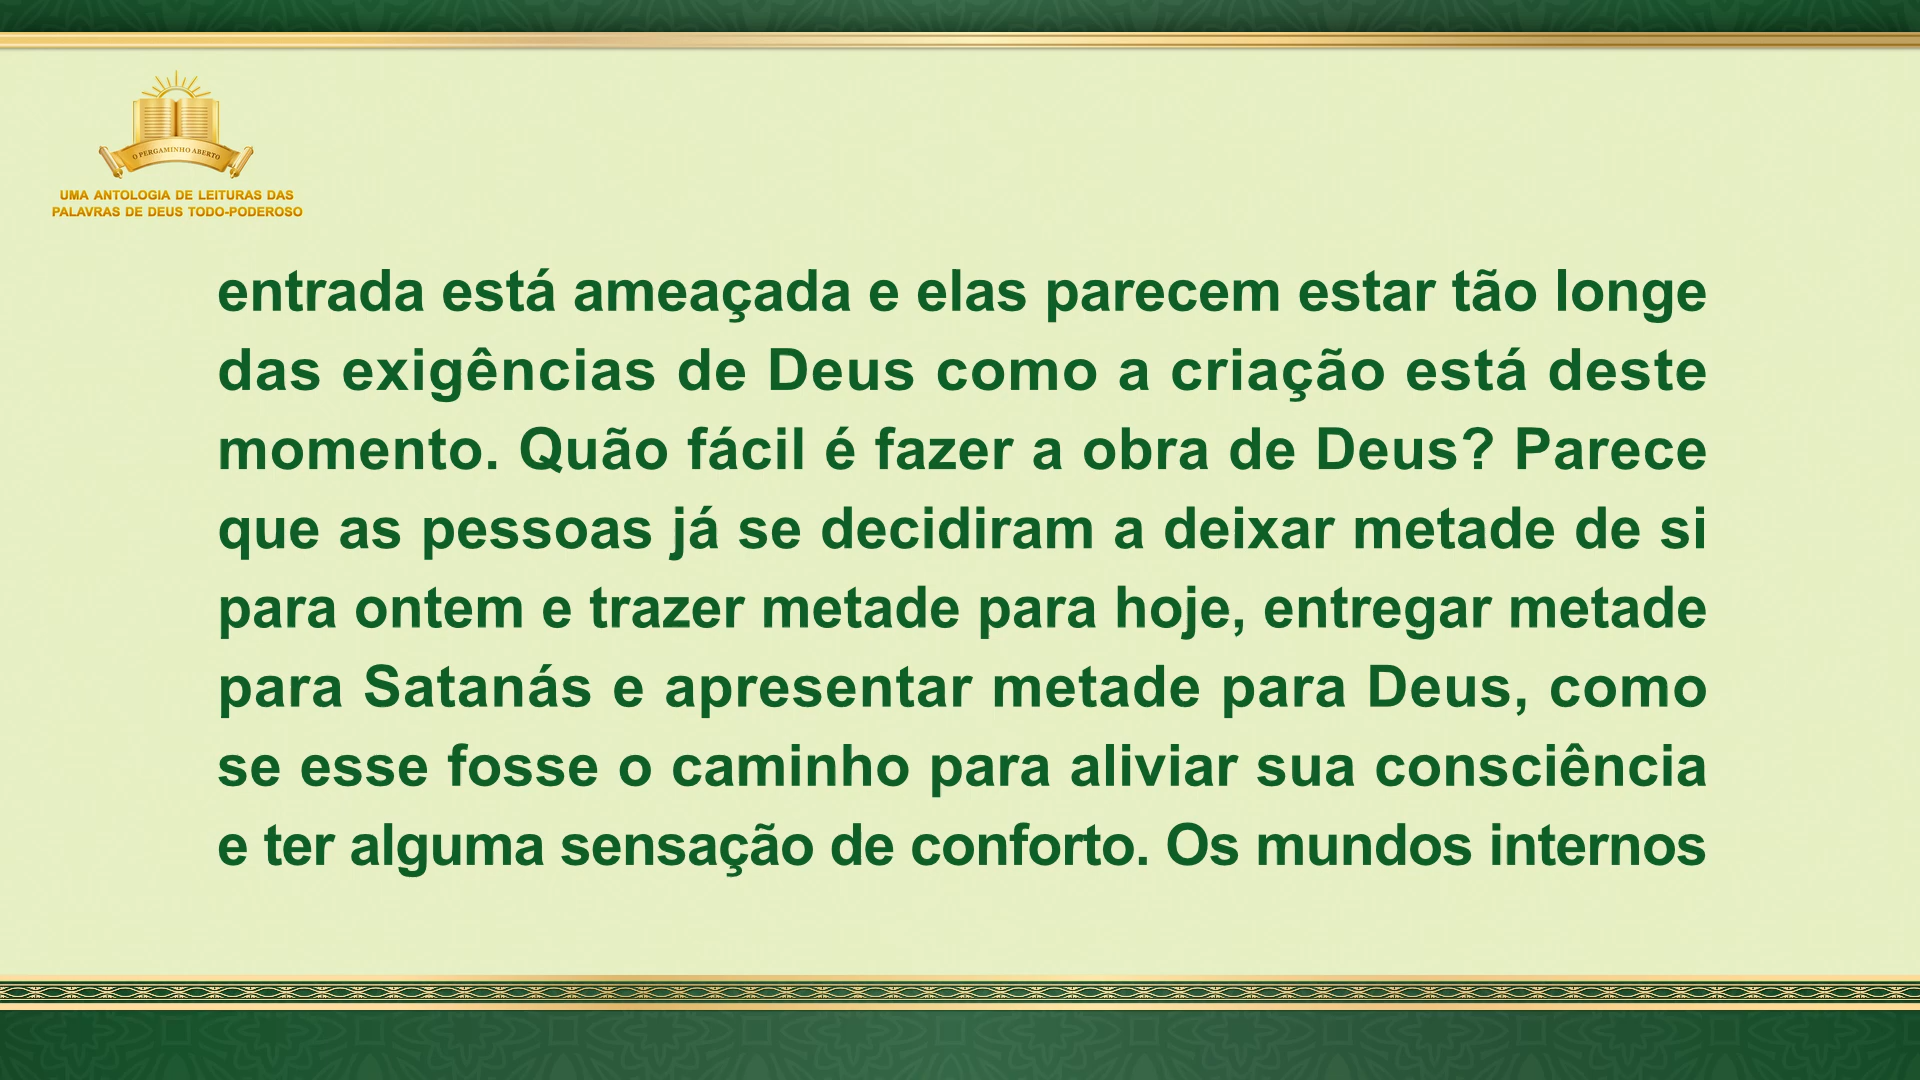 O PERGAMINHO ABERTO
UMA ANTOLOGIA DE LEITURAS DAS
PALAVRAS DE DEUS TODO-PODEROSO
entrada está ameaçada e elas parecem estar tão longe
das exigências de Deus como a criação está deste
momento. Quão fácil é fazer a obra de Deus? Parece
que as pessoas já se decidiram a deixar metade de si
para ontem e trazer metade para hoje, entregar metade
para Satanás e apresentar metade para Deus, como
se esse fosse o caminho para aliviar sua consciência
e ter alguma sensação de conforto. Os mundos internos